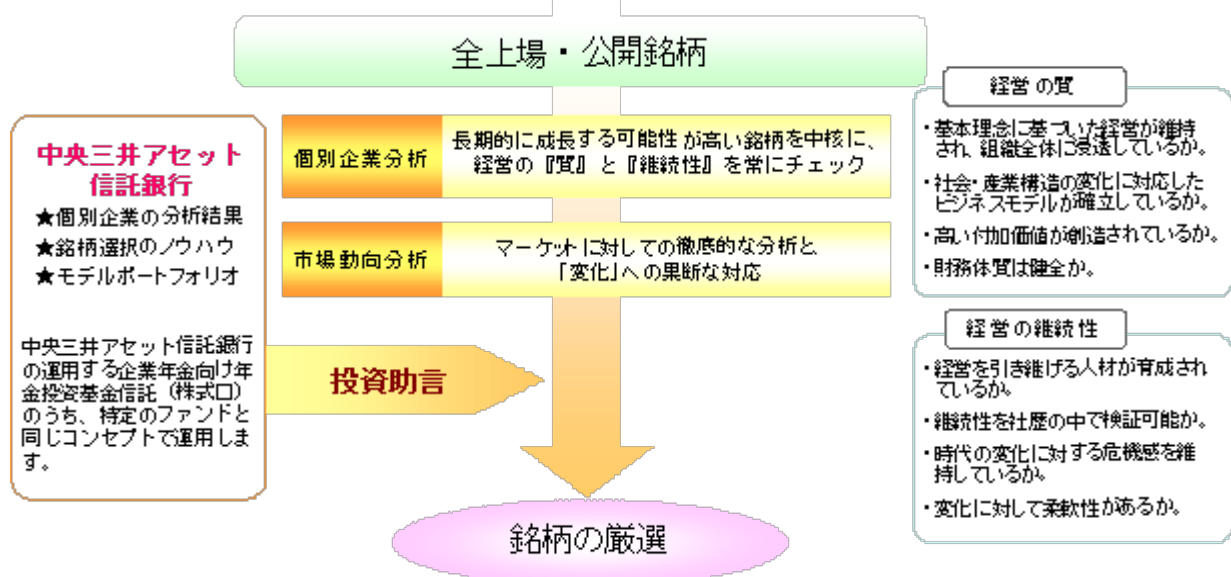 全上場・公開銘柄
中央三井アセット
信託銀行
★個別企業の分析結果
★銘柄選択のノウハウ
★モデルポートフォリオ
中央三井アセット信託銀行
の運用する企業年金向け年
金投資基金信託（株式口）
のうち、特定のファンドと
同じコンセプトで運用しま
す。
個別企業分析
長期的に成長する可能性が高い銘柄を中核に、
経営の『質』と『継続性』を常にチェック
市場動向分析
マーケットに対しての徹底的な分析と
「変化」への果断な対応
投資助言
銘柄の厳選
経営の質
・基本理念に基づいた経営が維持
され、組織全体に浸透しているか。
・社会・産業構造の変化に対応した
ビジネスモデルが確立しているか。
・高い付加価値が創造されているか。
・財務体質は健全か。
経営の継続性
・経営を引き継げる人材が育成され
ているか。
・継続性を社歴の中で検証可能か。
・時代の変化に対する危機感を維
持しているか。
・変化に対して柔軟性があるか。